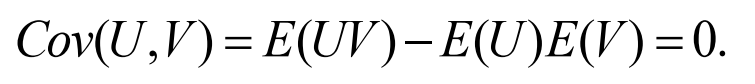 Cov(U,V) = E(UV) − E(U)E(V) = 0.